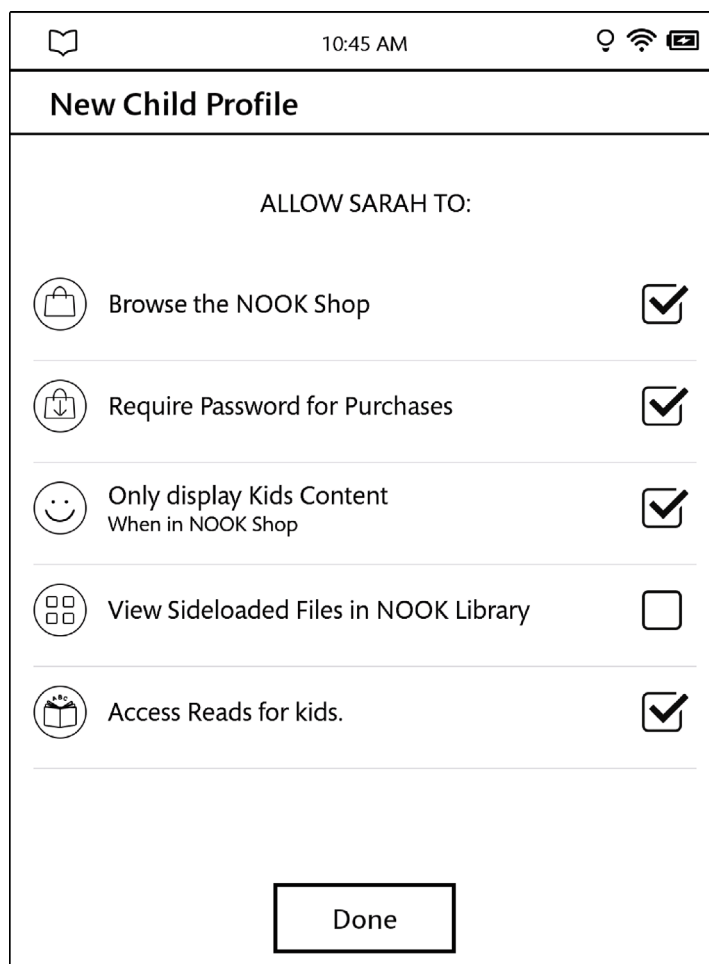 10:45 AM
New Child Profile
ALLOW SARAH TO:
Browse the NOOK Shop
Require Password for Purchases
Only display Kids Content
When in NOOK Shop
View Sideloaded Files in NOOK Library
ABC
Access Reads for kids.
Done